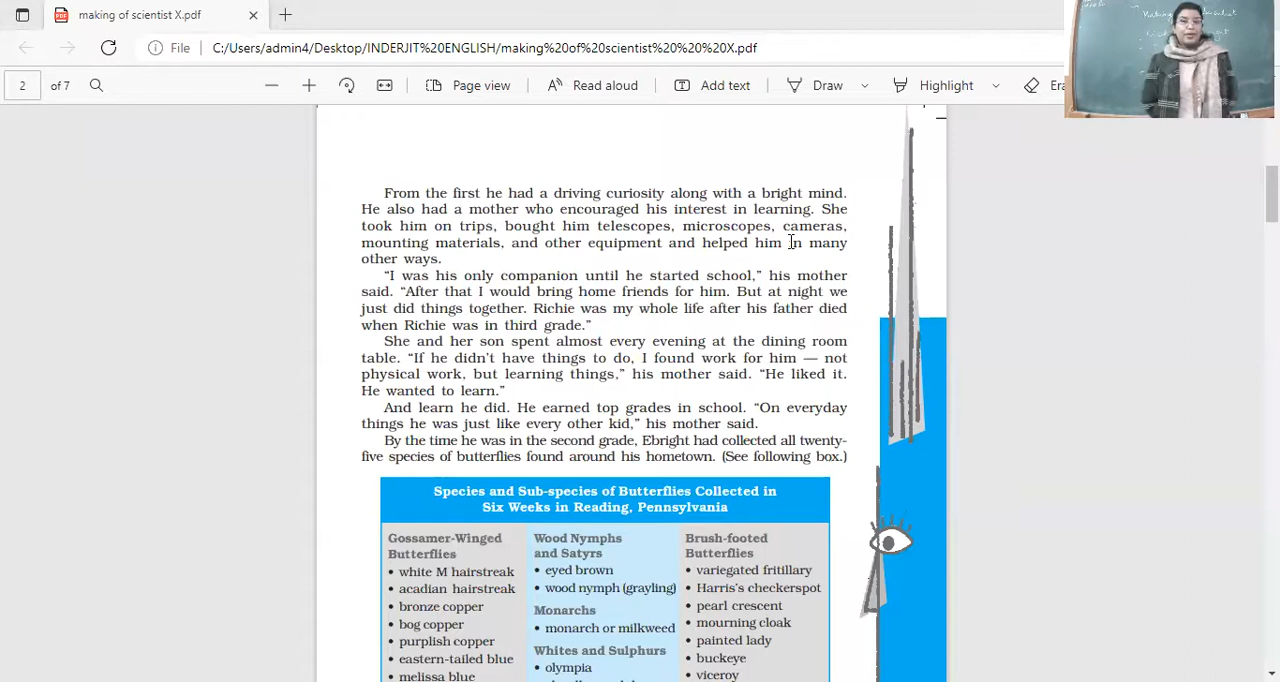 making of scientist X.pdf
File
C:/Users/admin4/Desktop/INDERJIT%20ENGLISH/making%20of%20scientist%20%20%20X.pdf
2 of 7
Page view
Read aloud
Add text
Draw
Highlight
Era
From the first he had a driving curiosity along with a bright mind.
He also had a mother who encouraged his interest in learning. She
took him on trips, bought him telescopes, microscopes, cameras,
mounting materials, and other equipment and helped him in many
other ways.
“I was his only companion until he started school,” his mother
said. “After that I would bring home friends for him. But at night we
just did things together. Richie was my whole life after his father died
when Richie was in third grade.”
She and her son spent almost every evening at the dining room
table. “If he didn’t have things to do, I found work for him — not
physical work, but learning things,” his mother said. “He liked it.
He wanted to learn.”
And learn he did. He earned top grades in school. “On everyday
things he was just like every other kid,” his mother said.
By the time he was in the second grade, Ebright had collected all twenty-
five species of butterflies found around his hometown. (See following box.)
Species and Sub-species of Butterflies Collected in
Six Weeks in Reading, Pennsylvania
Gossamer-Winged
Butterflies
• white M hairstreak
• acadian hairstreak
• bronze copper
• bog copper
• purplish copper
• eastern-tailed blue
• melissa blue
Wood Nymphs
and Satyrs
• eyed brown
• wood nymph (grayling)
Monarchs
• monarch or milkweed
Whites and Sulphurs
• olympia
Brush-footed
Butterflies
• variegated fritillary
• Harris’s checkerspot
• pearl crescent
• mourning cloak
• painted lady
• buckeye
• viceroy